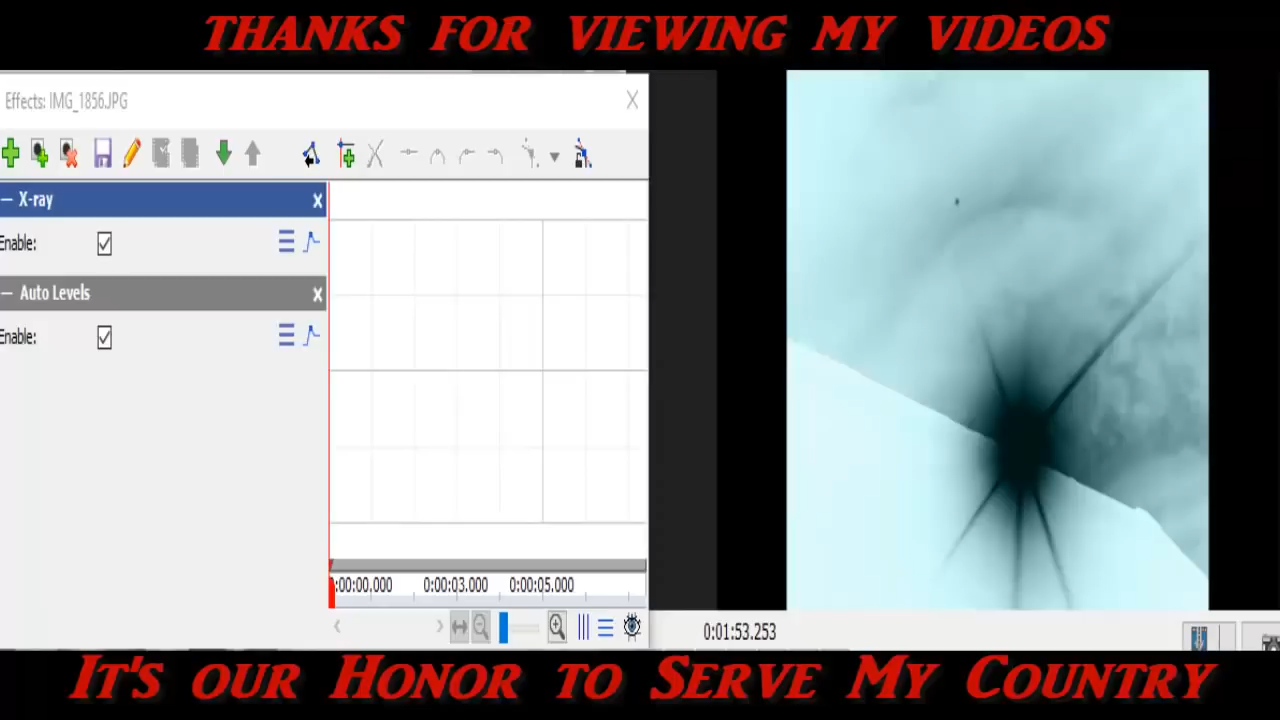 THANKS FOR VIEWING MY VIDEOS
Effects: IMG_1856.JPG
X-ray
Enable:
Auto Levels
Enable:
:00:00.000 0:00:03.000 0:00:05.000
0:01:53.253
IT'S OUR HONOR TO SERVE MY COUNTRY